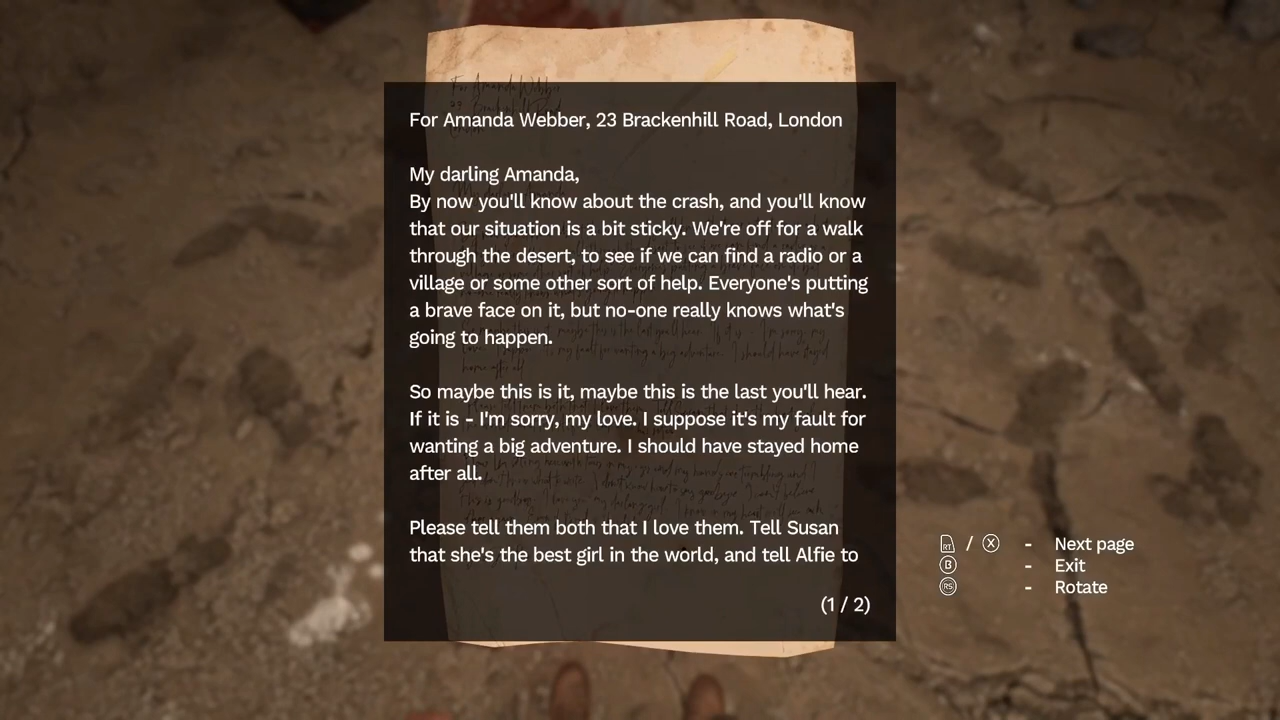 For Amanda Webber, 23 Brackenhill Road, London
My darling Amanda,
By now you'll know about the crash, and you'll know
that our situation is a bit sticky. We're off for a walk
through the desert, to see if we can find a radio or a
village or some other sort of help. Everyone's putting
a brave face on it, but no-one really knows what's
going to happen.
So maybe this is it, maybe this is the last you'll hear.
If it is - I'm sorry, my love. I suppose it's my fault for
wanting a big adventure. I should have stayed home
after all.
Please tell them both that I love them. Tell Susan
that she's the best girl in the world, and tell Alfie to
(1 / 2)
RT / X - Next page
B - Exit
RS - Rotate